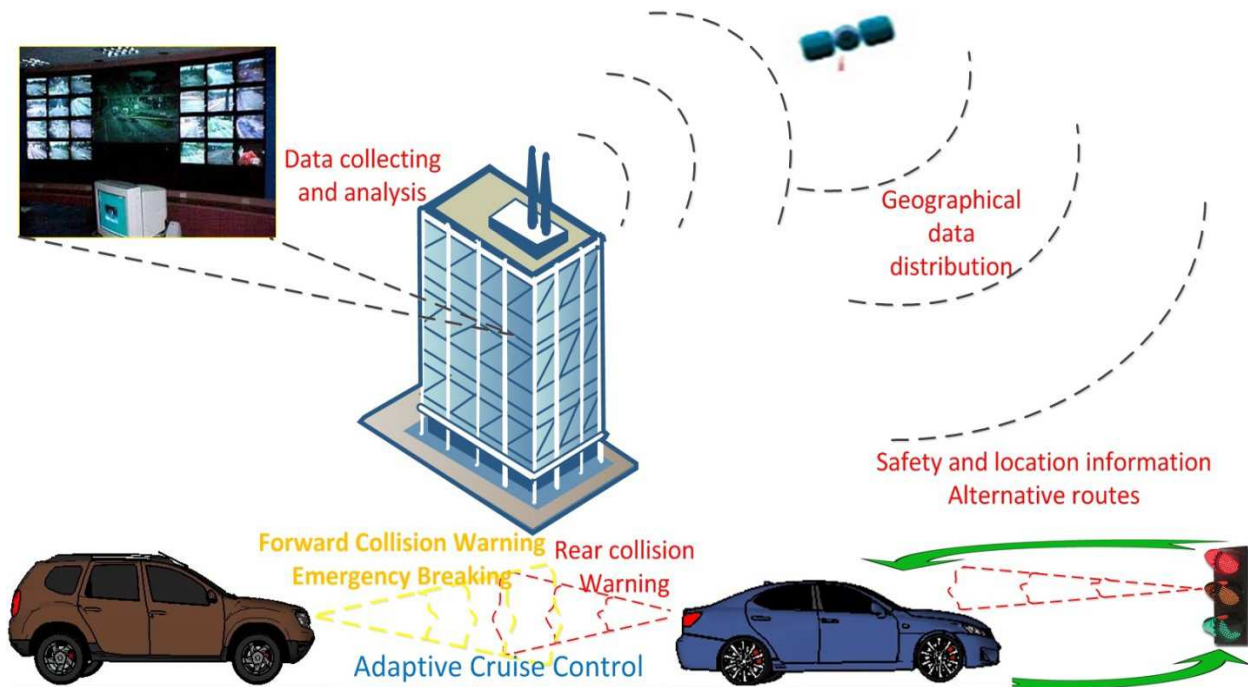 Data collecting
and analysis
Geographical
data
distribution
Safety and location information
Alternative routes
Forward Collision Warning
Emergency Breaking
Rear collision
Warning
Adaptive Cruise Control